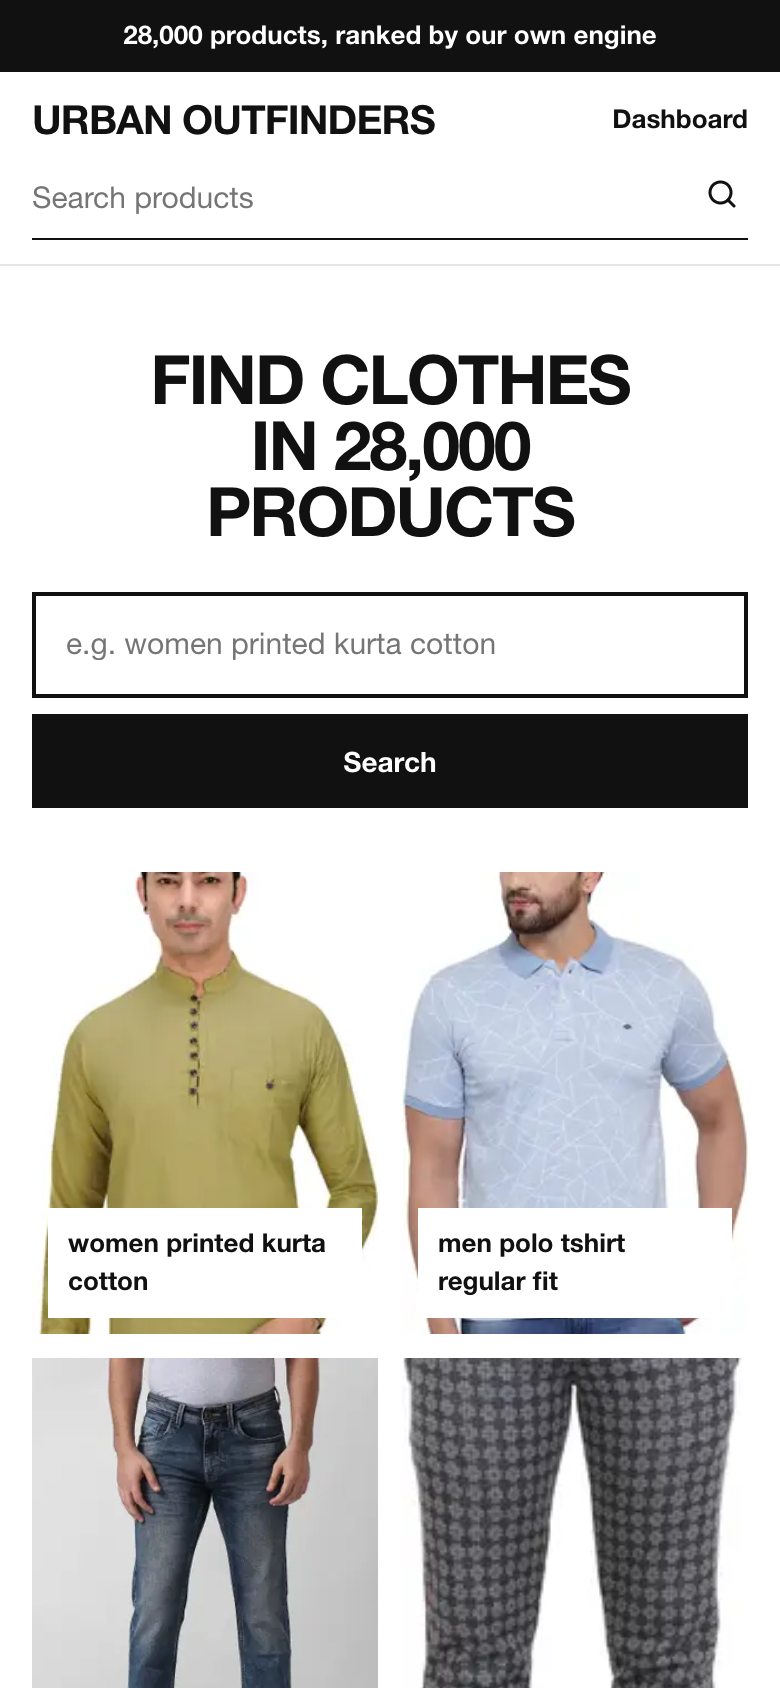 28,000 products, ranked by our own engine
URBAN OUTFINDERS
Dashboard
Search products
FIND CLOTHES
IN 28,000
PRODUCTS
e.g. women printed kurta cotton
Search
women printed kurta
cotton
men polo tshirt
regular fit